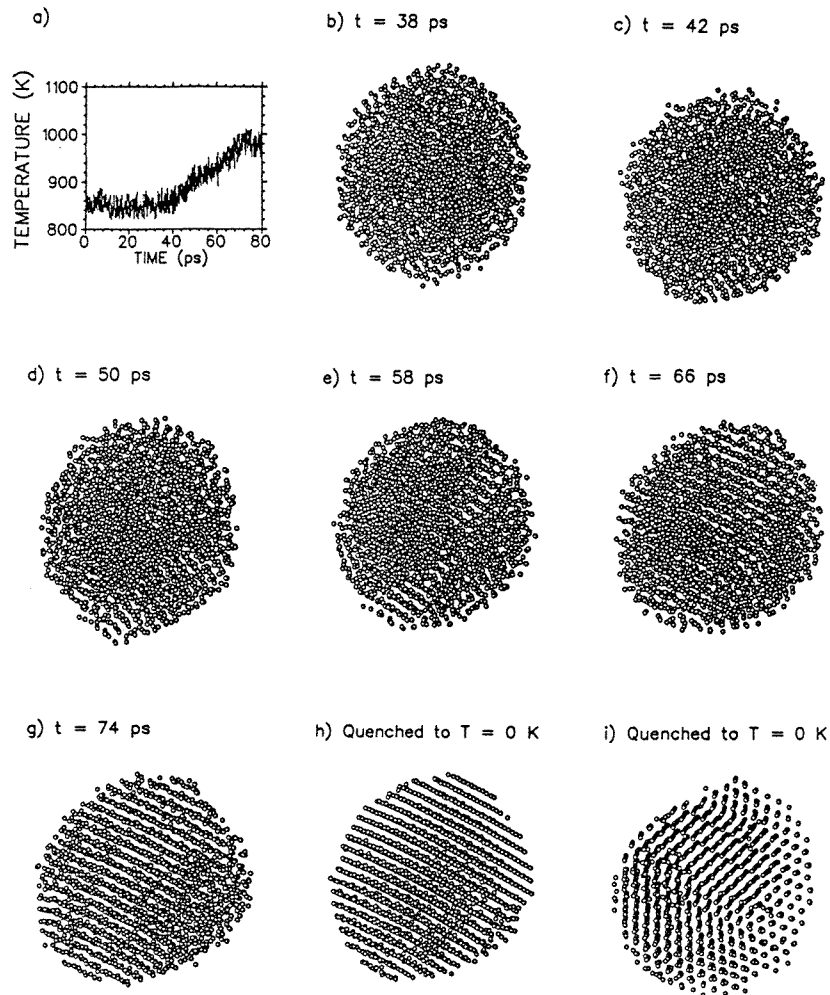 a)
b) t = 38 ps
c) t = 42 ps
TEMPERATURE (K)
1100
1000
900
800
0
20
40
60
80
TIME (ps)
d) t = 50 ps
e) t = 58 ps
f) t = 66 ps
g) t = 74 ps
h) Quenched to T = 0 K
i) Quenched to T = 0 K